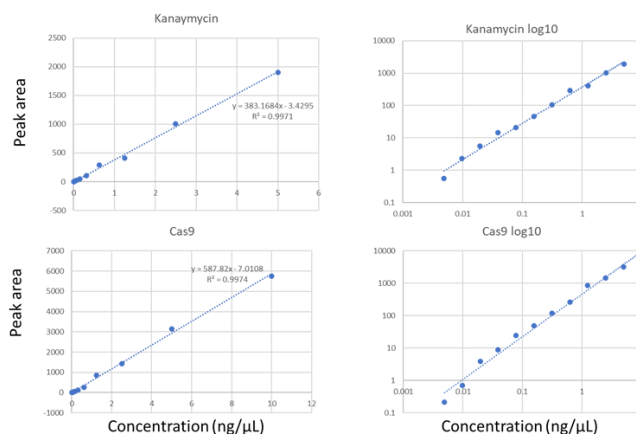 Kanaymycin
Peak area
2500
2000
1500
1000
500
0
-500
0 1 2 3 4 5 6
y = 383.1684x - 3.4295
R² = 0.9971
Kanamycin log10
10000
1000
100
10
1
0.1
0.001 0.01 0.1 1
Cas9
Peak area
7000
6000
5000
4000
3000
2000
1000
0
-1000
0 2 4 6 8 10 12
y = 587.82x - 7.0108
R² = 0.9974
Concentration (ng/µL)
Cas9 log10
10000
1000
100
10
1
0.1
0.001 0.01 0.1 1
Concentration (ng/µL)